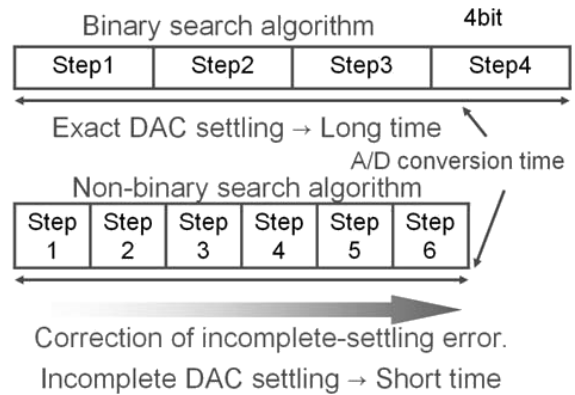 Binary search algorithm 4bit
Step1 Step2 Step3 Step4
Exact DAC settling → Long time
A/D conversion time
Non-binary search algorithm
Step Step Step Step Step Step
1 2 3 4 5 6
Correction of incomplete-settling error.
Incomplete DAC settling → Short time